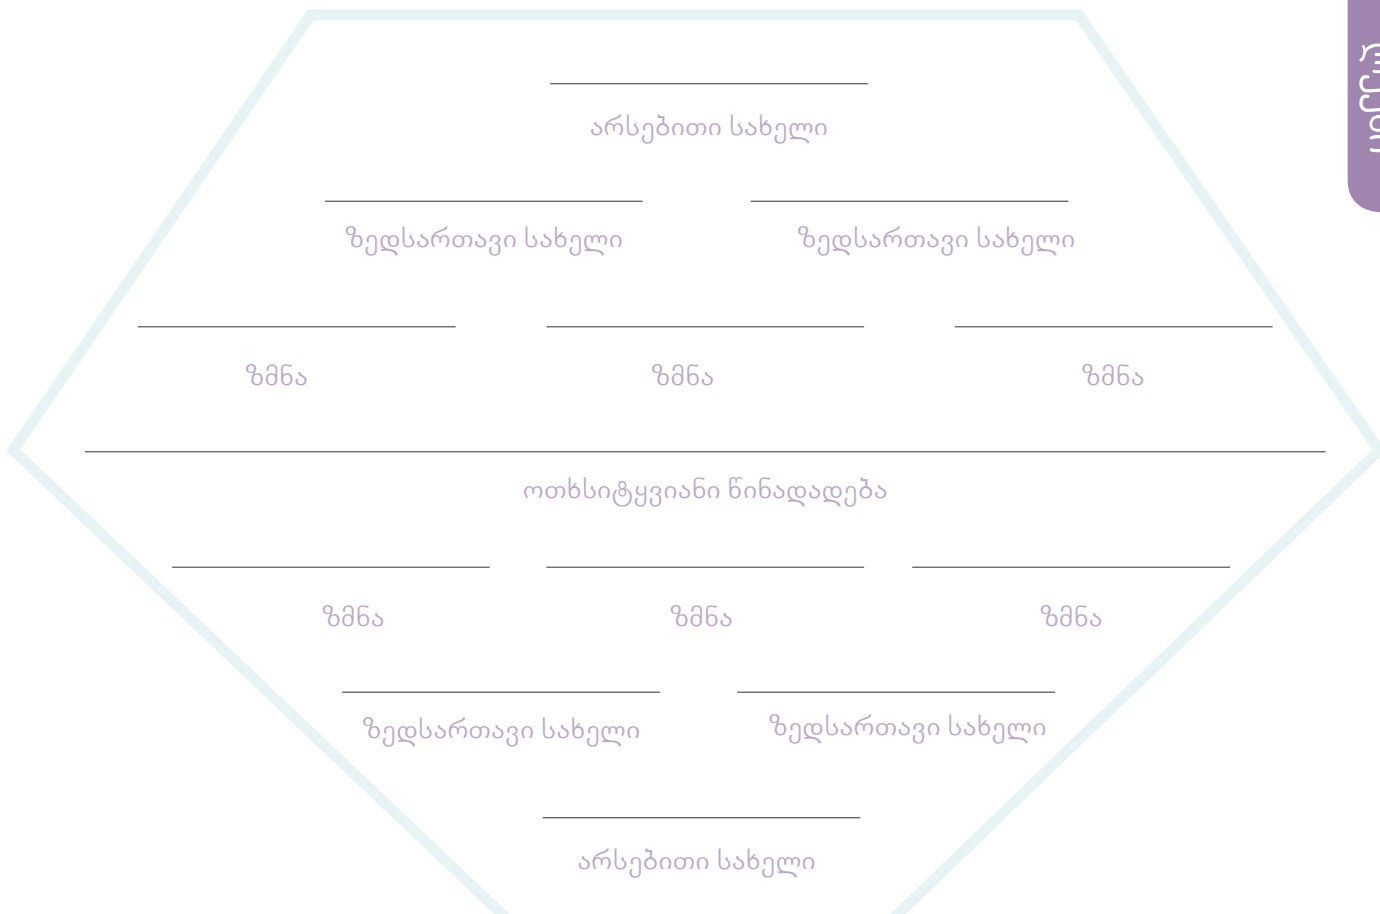 არსებითი სახელი
ზედსართავი სახელი ზედსართავი სახელი
ზმნა ზმნა ზმნა
ოთხსიტყვიანი წინადადება
ზმნა ზმნა ზმნა
ზედსართავი სახელი ზედსართავი სახელი
არსებითი სახელი